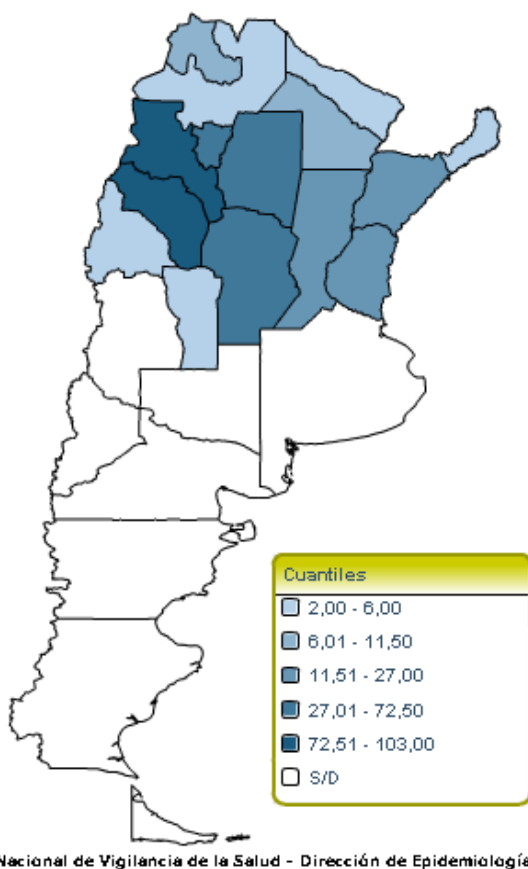 Cuantiles
2,00 - 6,00
6,01 - 11,50
11,51 - 27,00
27,01 - 72,50
72,51 - 103,00
S/D
Nacional de Vigilancia de la Salud - Dirección de Epidemiología